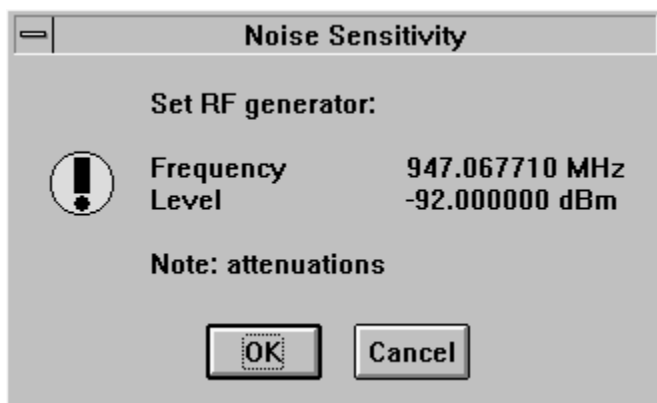 Noise Sensitivity
Set RF generator:
Frequency 947.067710 MHz
Level -92.000000 dBm
Note: attenuations
OK Cancel